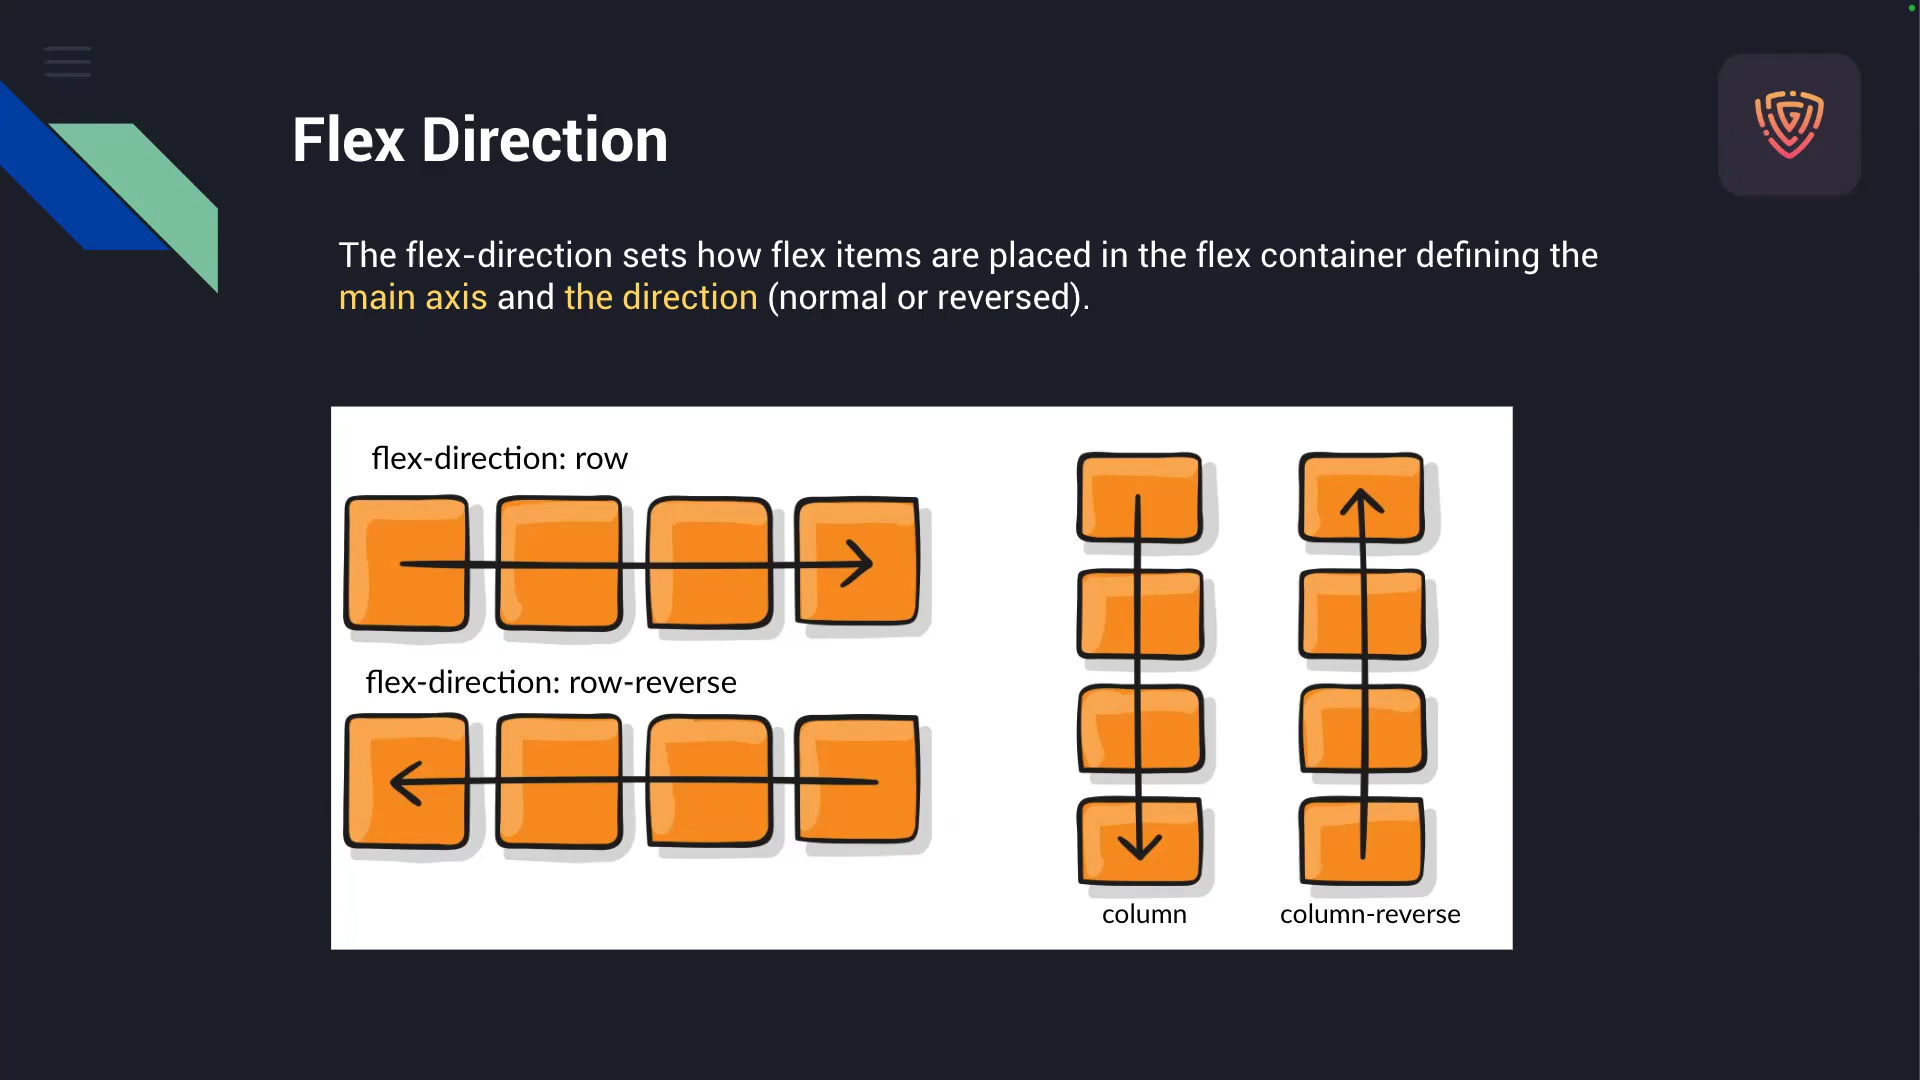 Flex Direction
The flex-direction sets how flex items are placed in the flex container defining the
main axis and the direction (normal or reversed).
flex-direction: row
flex-direction: row-reverse
column
column-reverse